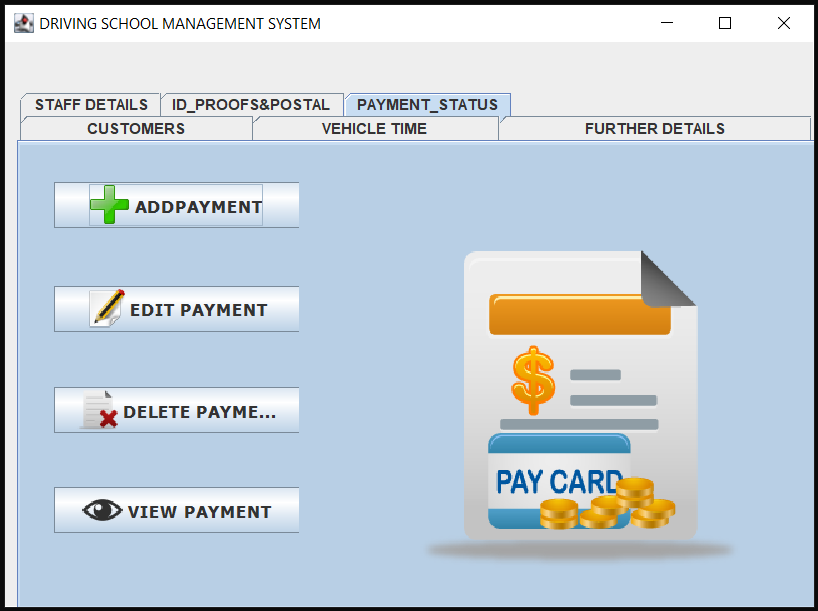 DRIVING SCHOOL MANAGEMENT SYSTEM
STAFF DETAILS ID_PROOFS&POSTAL PAYMENT_STATUS
CUSTOMERS VEHICLE TIME FURTHER DETAILS
ADDPAYMENT
EDIT PAYMENT
DELETE PAYME...
VIEW PAYMENT
$
PAY CARD